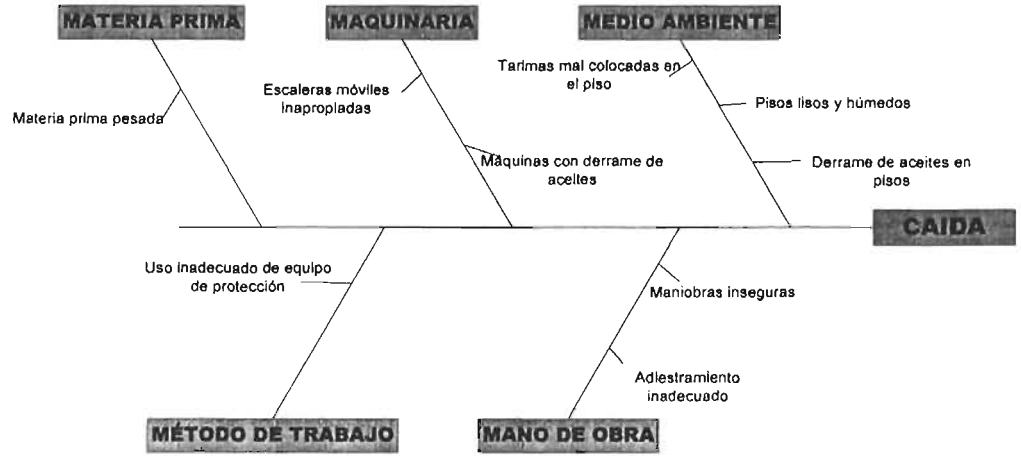 MATERIA PRIMA
MAQUINARIA
MEDIO AMBIENTE
Tarimas mal colocadas en
el piso
Escaleras móviles
inapropiadas
Pisos lisos y húmedos
Materia prima pesada
Máquinas con derrame de
aceites
Derrame de aceites en
pisos
CAIDA
Uso inadecuado de equipo
de protección
Maniobras inseguras
Adiestramiento
inadecuado
MÉTODO DE TRABAJO
MANO DE OBRA